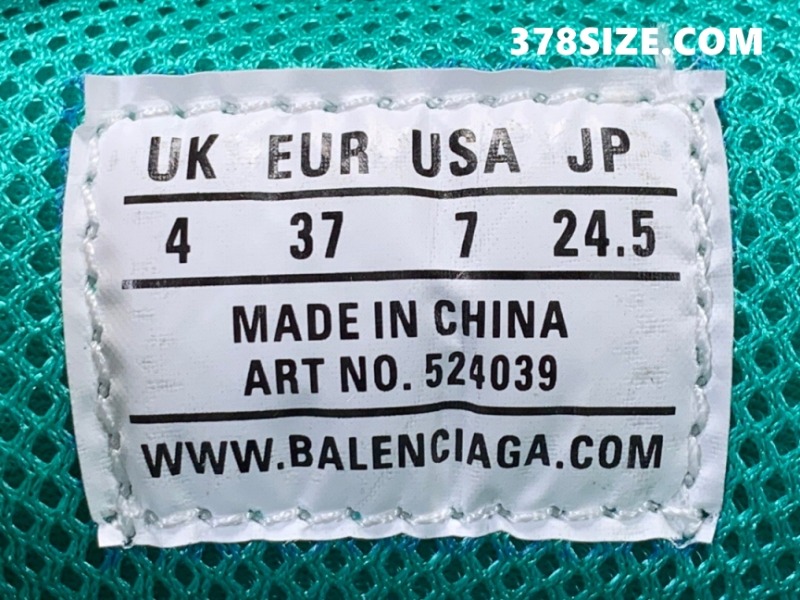 378SIZE.COM
UK EUR USA JP
4 37 7 24.5
MADE IN CHINA
ART NO. 524039
WWW.BALENCIAGA.COM